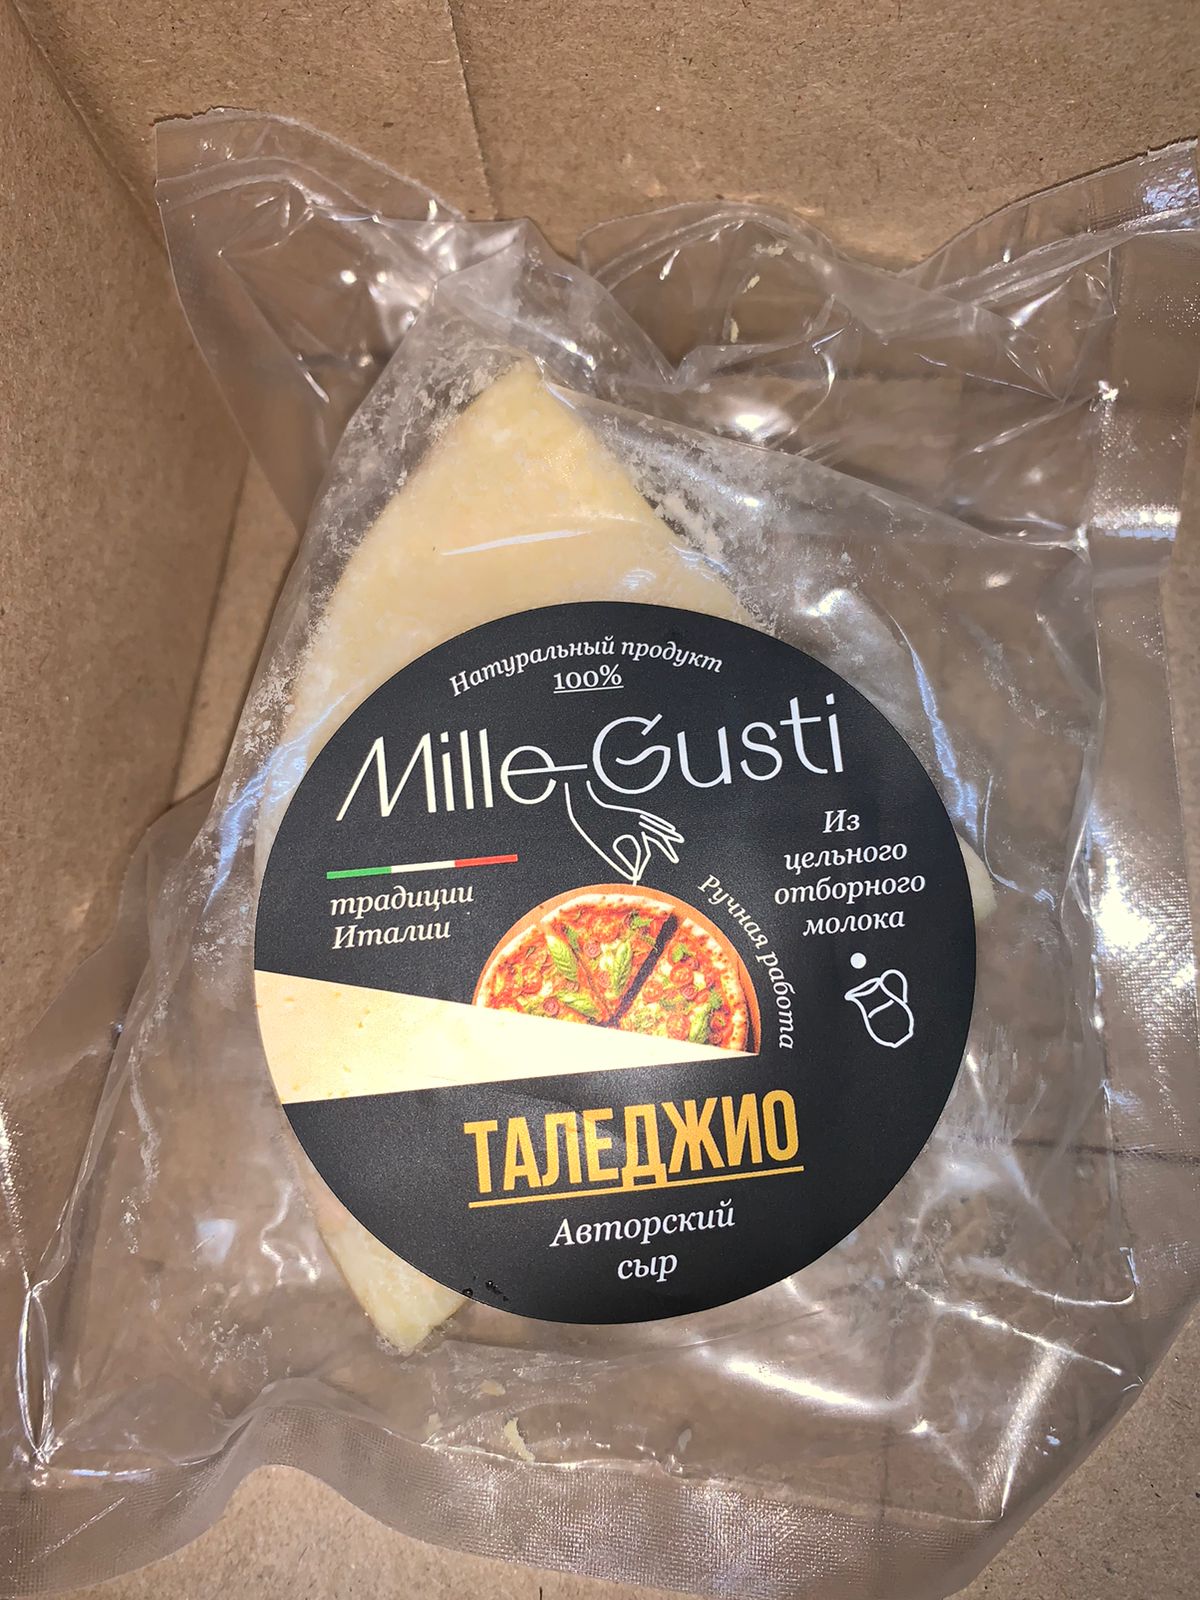 Натуральный продукт
100%
Mille Gusti
традиции
Италии
Из
цельного
отборного
молока
Ручная работа
ТАЛЕДЖИО
Авторский
сыр